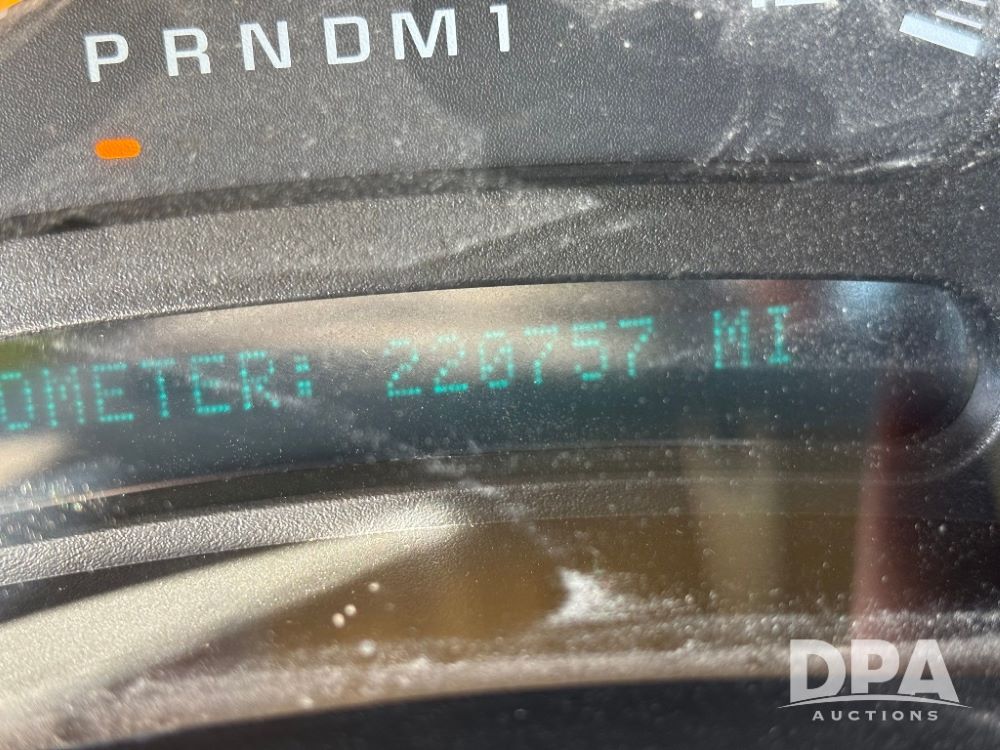 PRNDM1
OMETER: 220757 MI
DPA
AUCTIONS